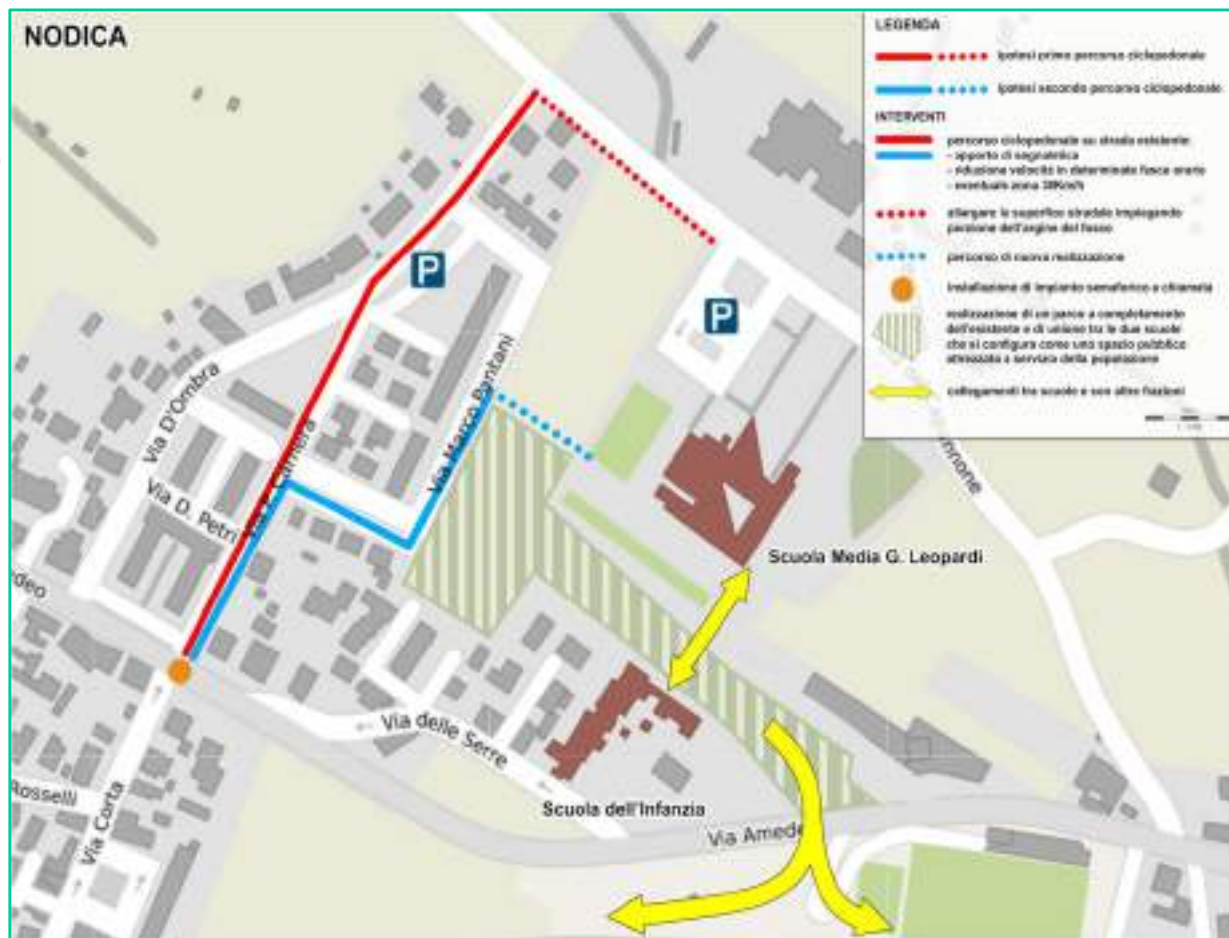 NODICA
LEGENDA
ipotesi primo percorso ciclopedonale
ipotesi secondo percorso ciclopedonale
INTERVENTI
percorso ciclopedonale su strada esistente:
- apporto di segnaletica
- riduzione velocità in determinate fasce orario
- eventuale zona 30Km/h
allargare la superfice stradale impiegando
porzione dell'argine del fosso
percorso di nuova realizzazione
installazione di impianto semaforico a chiamata
realizzazione di un parco a completamento
dell'esistente e di unione tra le due scuole
che si configura come uno spazio pubblico
attrezzato a servizio della popolazione
collegamenti tra scuole e con altre frazioni
P
P
Via D'Ombra
Via Marco Pantani
Via D. Petri
Via Carnera
Scuola Media G. Leopardi
Via delle Serre
Scuola dell'Infanzia
Via Amede
Rosselli
Via Corta